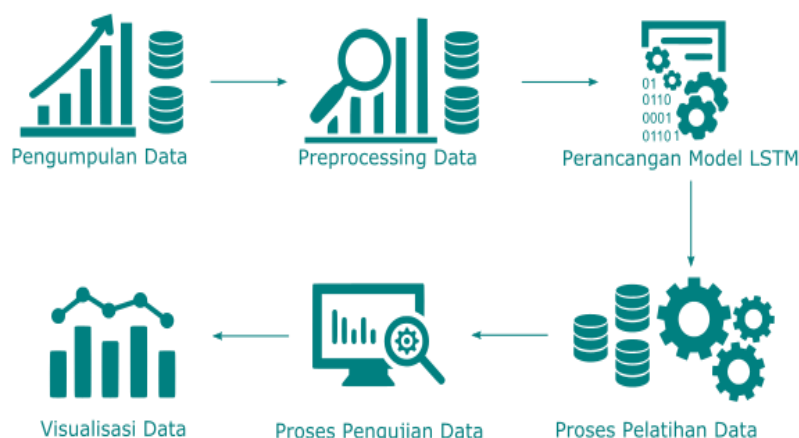 01
0110
0001
01101
Pengumpulan Data
Preprocessing Data
Perancangan Model LSTM
Visualisasi Data
Proses Pengujian Data
Proses Pelatihan Data